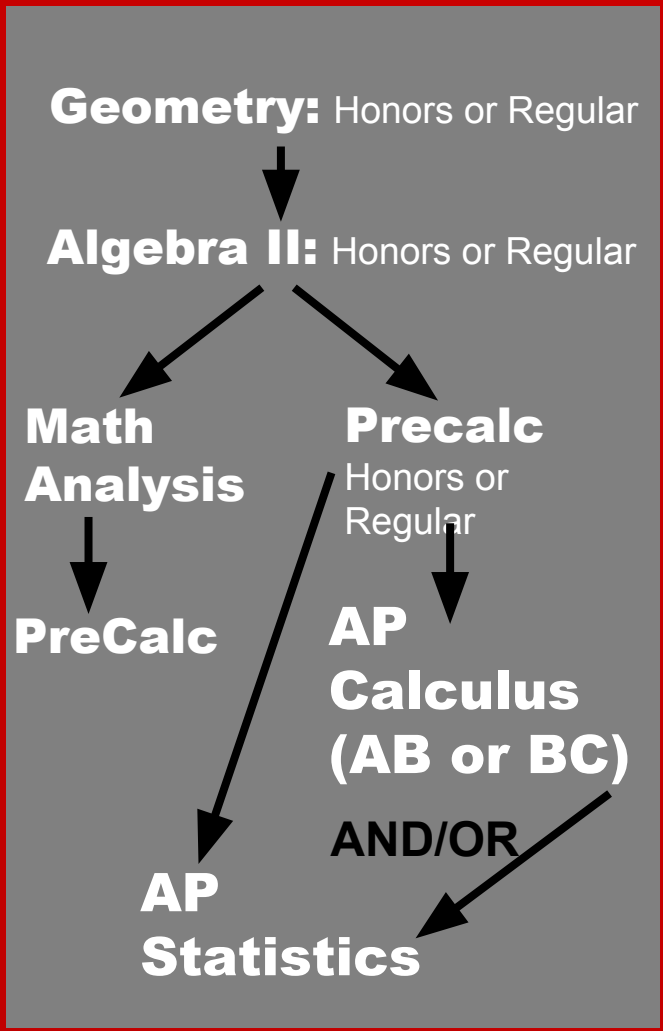 Geometry: Honors or Regular
Algebra II: Honors or Regular
Math
Analysis
PreCalc
Precalc
Honors or
Regular
AP
Calculus
(AB or BC)
AND/OR
AP
Statistics